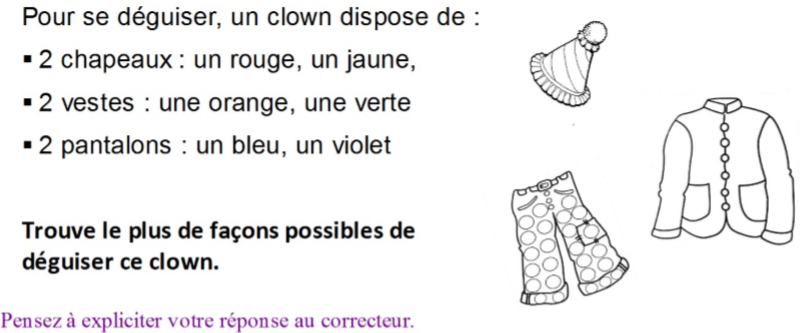 Pour se déguiser, un clown dispose de :
▪ 2 chapeaux : un rouge, un jaune,
▪ 2 vestes : une orange, une verte
▪ 2 pantalons : un bleu, un violet
Trouve le plus de façons possibles de
déguiser ce clown.
Pensez à expliciter votre réponse au correcteur.